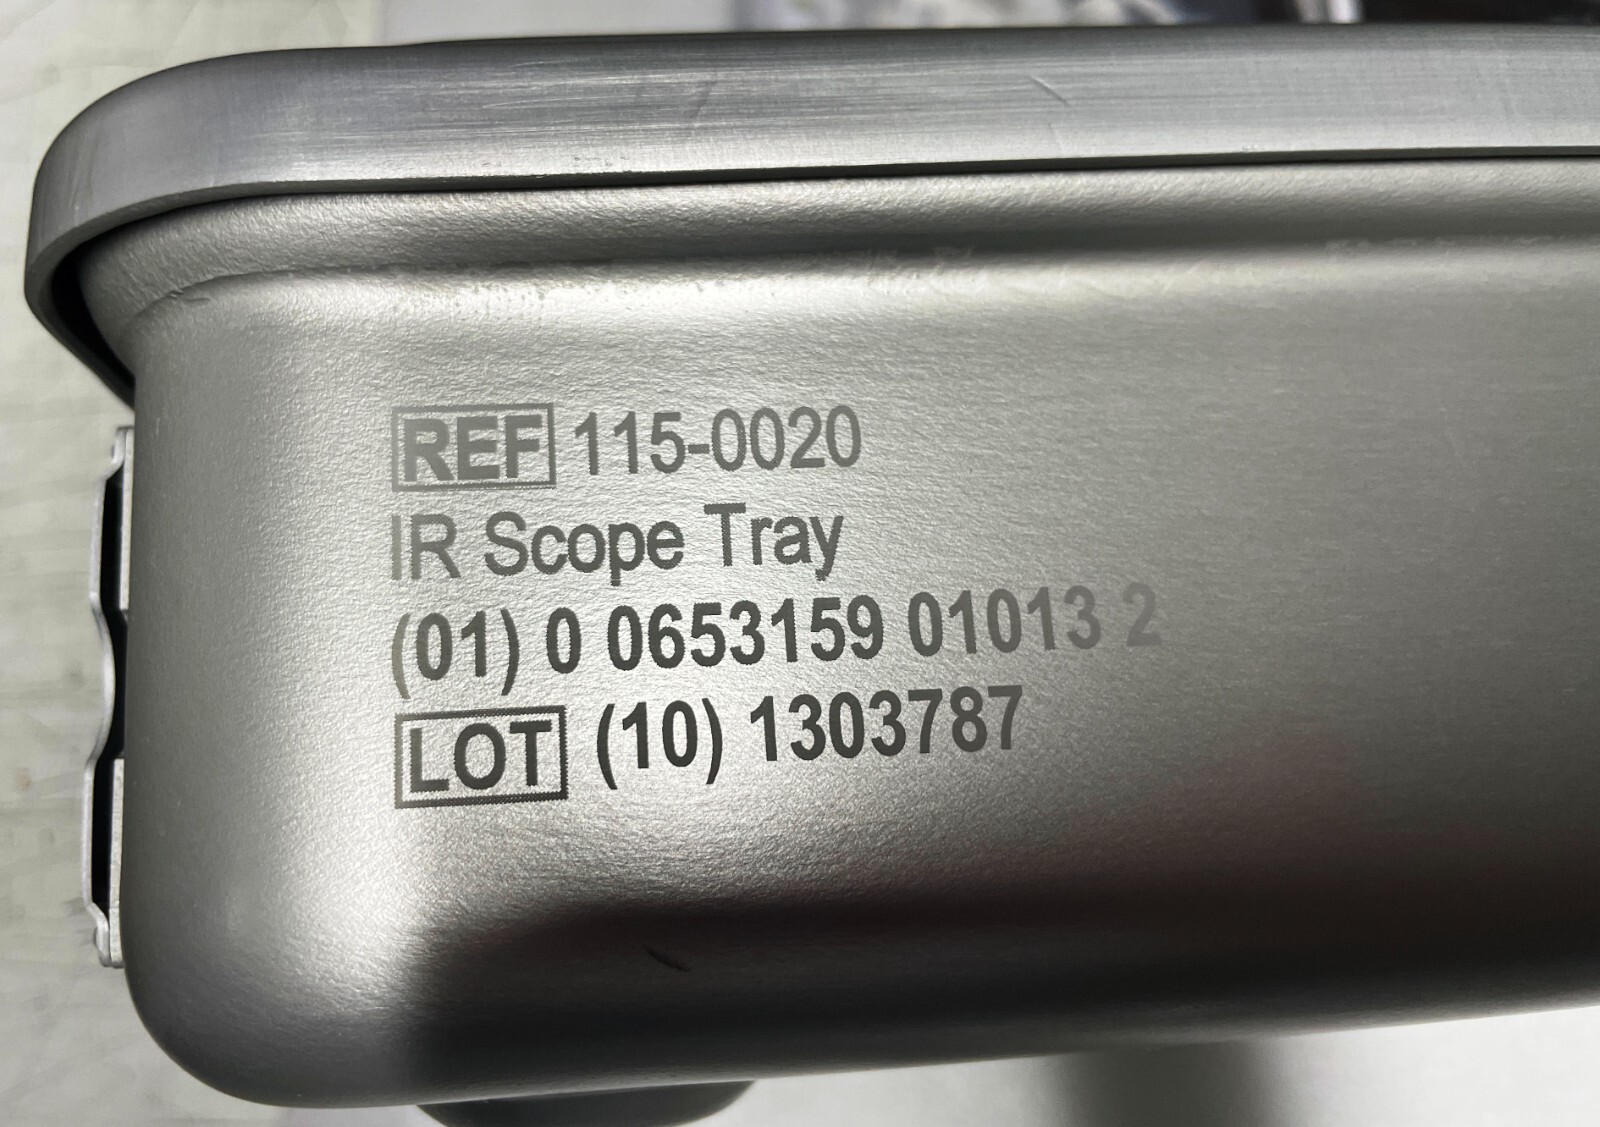 REF 115-0020
IR Scope Tray
(01) 0 0653159 01013 2
LOT (10) 1303787